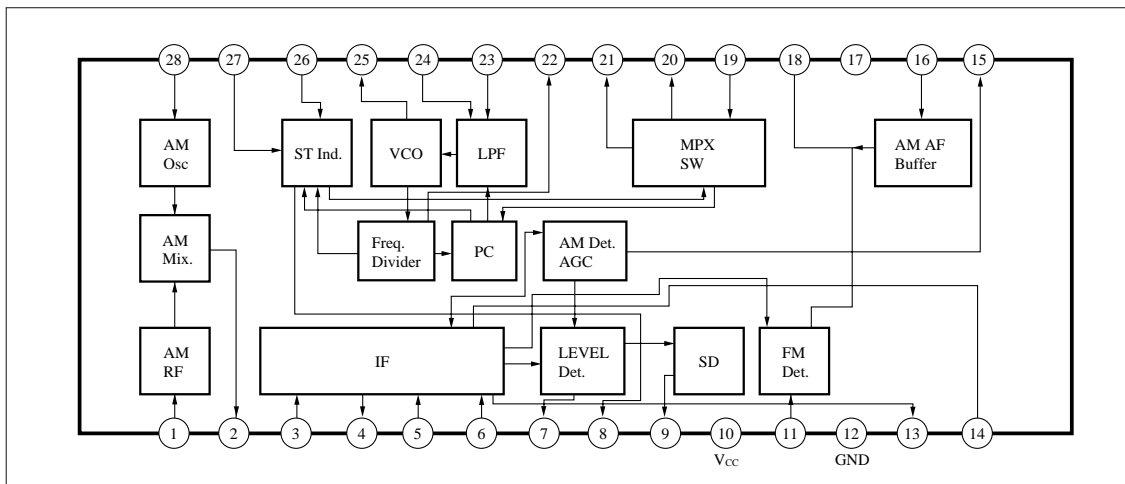 28 27 26 25 24 23 22 21 20 19 18 17 16 15
AM
Osc
ST Ind.
VCO
LPF
MPX
SW
AM AF
Buffer
AM
Mix.
Freq.
Divider
PC
AM Det.
AGC
AM
RF
IF
LEVEL
Det.
SD
FM
Det.
1 2 3 4 5 6 7 8 9 10 11 12 13 14
VCC GND